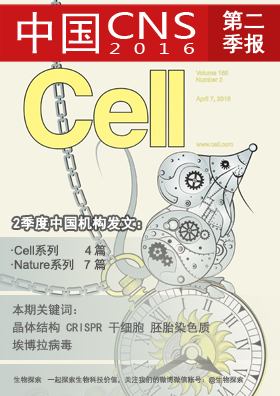 中国CNS 2016 第二季报
Cell
Volume 165
Number 2
April 7, 2016
www.cell.com
2季度中国机构发文:
·Cell系列 4 篇
·Nature系列 7 篇
本期关键词:
晶体结构 CRISPR 干细胞 胚胎染色质
埃博拉病毒
生物探索 一起探索生物科技价值，关注我们的微博微信账号：@生物探索